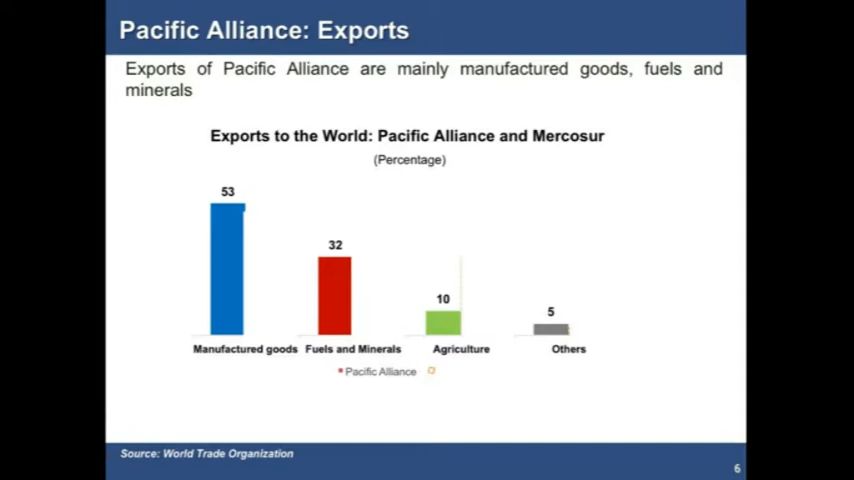 Pacific Alliance: Exports
Exports of Pacific Alliance are mainly manufactured goods, fuels and
minerals
Exports to the World: Pacific Alliance and Mercosur
(Percentage)
53
32
10
5
Manufactured goods Fuels and Minerals Agriculture Others
Pacific Alliance
Source: World Trade Organization
6